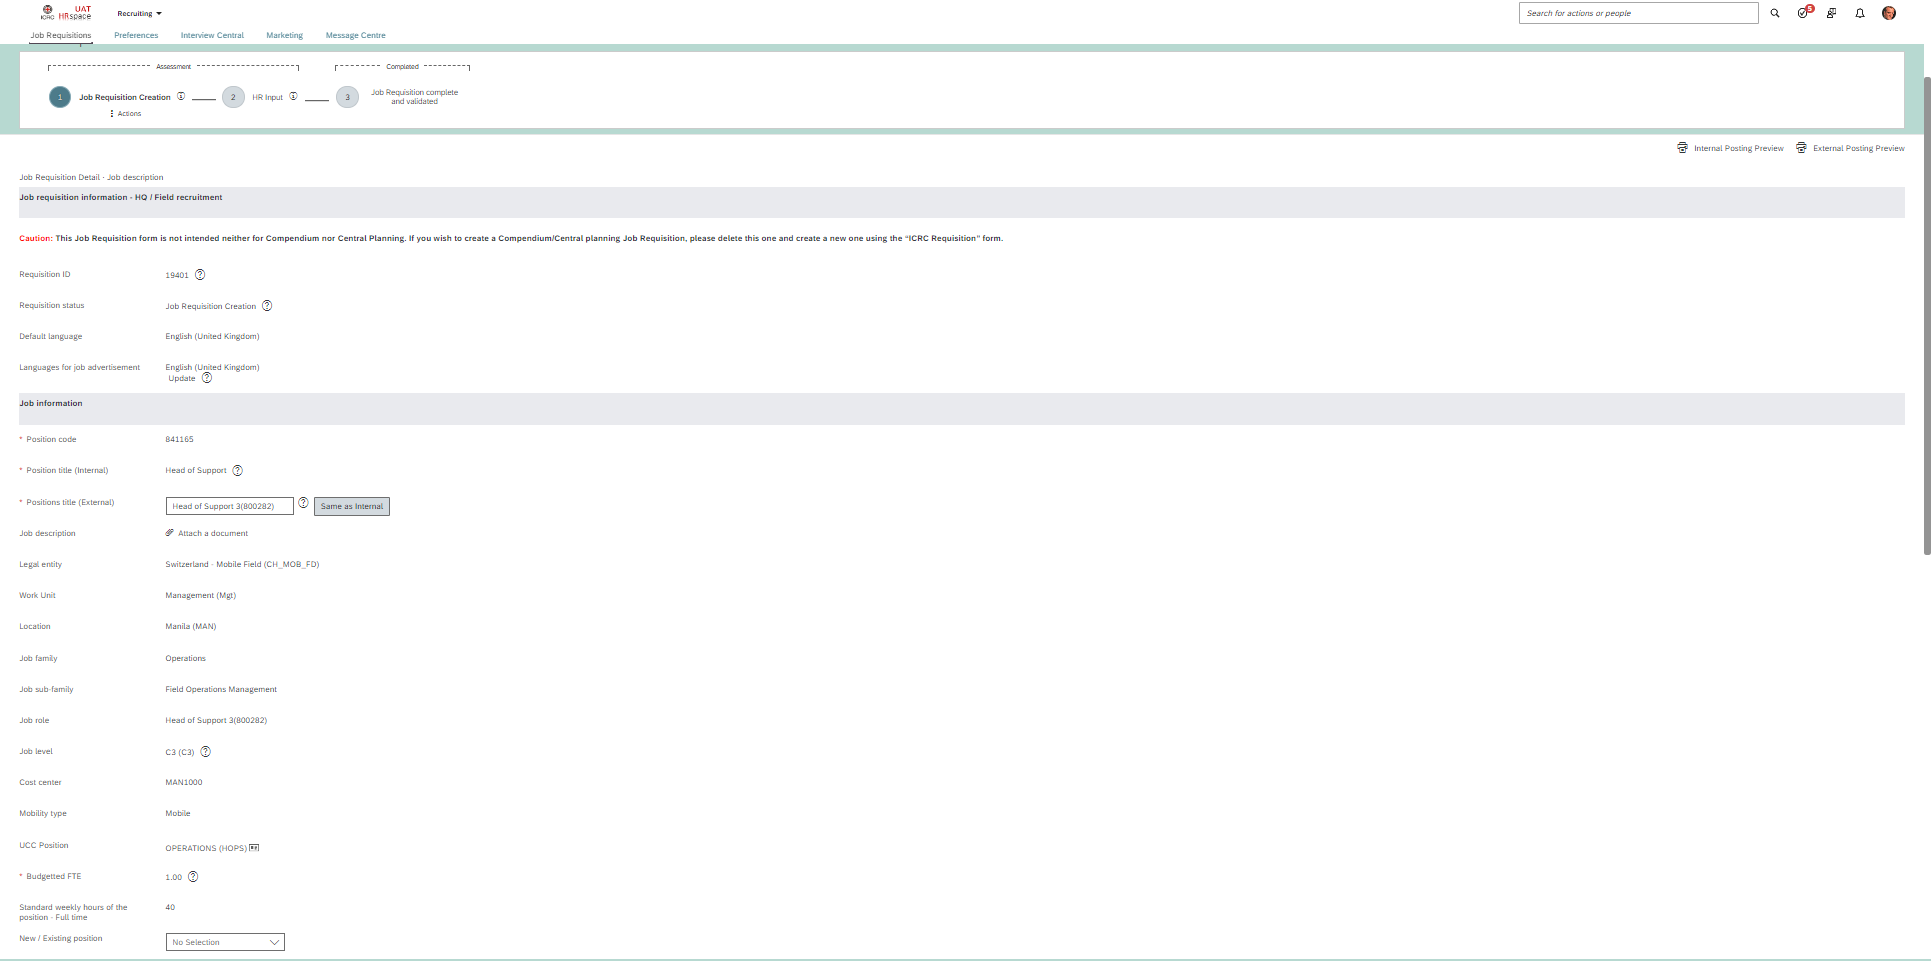 ICRC UAT HRspace
Recruiting
Search for actions or people
5
Job Requisitions Preferences Interview Central Marketing Message Centre
Assessment
Completed
1 Job Requisition Creation
Actions
2 HR Input
3 Job Requisition complete
and validated
Internal Posting Preview External Posting Preview
Job Requisition Detail - Job description
Job requisition information - HQ / Field recruitment
Caution: This Job Requisition form is not intended neither for Compendium nor Central Planning. If you wish to create a Compendium/Central planning Job Requisition, please delete this one and create a new one using the "ICRC Requisition" form.
Requisition ID 19401 ?
Requisition status Job Requisition Creation ?
Default language English (United Kingdom)
Languages for job advertisement English (United Kingdom)
Update ?
Job information
* Position code 841165
* Position title (Internal) Head of Support ?
* Positions title (External) Head of Support 3(800282) ? Same as Internal
Job description Attach a document
Legal entity Switzerland - Mobile Field (CH_MOB_FD)
Work Unit Management (Mgt)
Location Manila (MAN)
Job family Operations
Job sub-family Field Operations Management
Job role Head of Support 3(800282)
Job level C3 (C3) ?
Cost center MAN1000
Mobility type Mobile
UCC Position OPERATIONS (HOPS)
* Budgetted FTE 1.00 ?
Standard weekly hours of the 40
position - Full time
New / Existing position No Selection